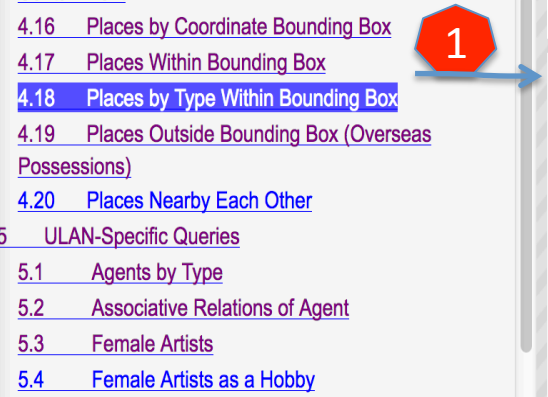 4.16 Places by Coordinate Bounding Box
1
4.17 Places Within Bounding Box
4.18 Places by Type Within Bounding Box
4.19 Places Outside Bounding Box (Overseas
Possessions)
4.20 Places Nearby Each Other
5 ULAN-Specific Queries
5.1 Agents by Type
5.2 Associative Relations of Agent
5.3 Female Artists
5.4 Female Artists as a Hobby